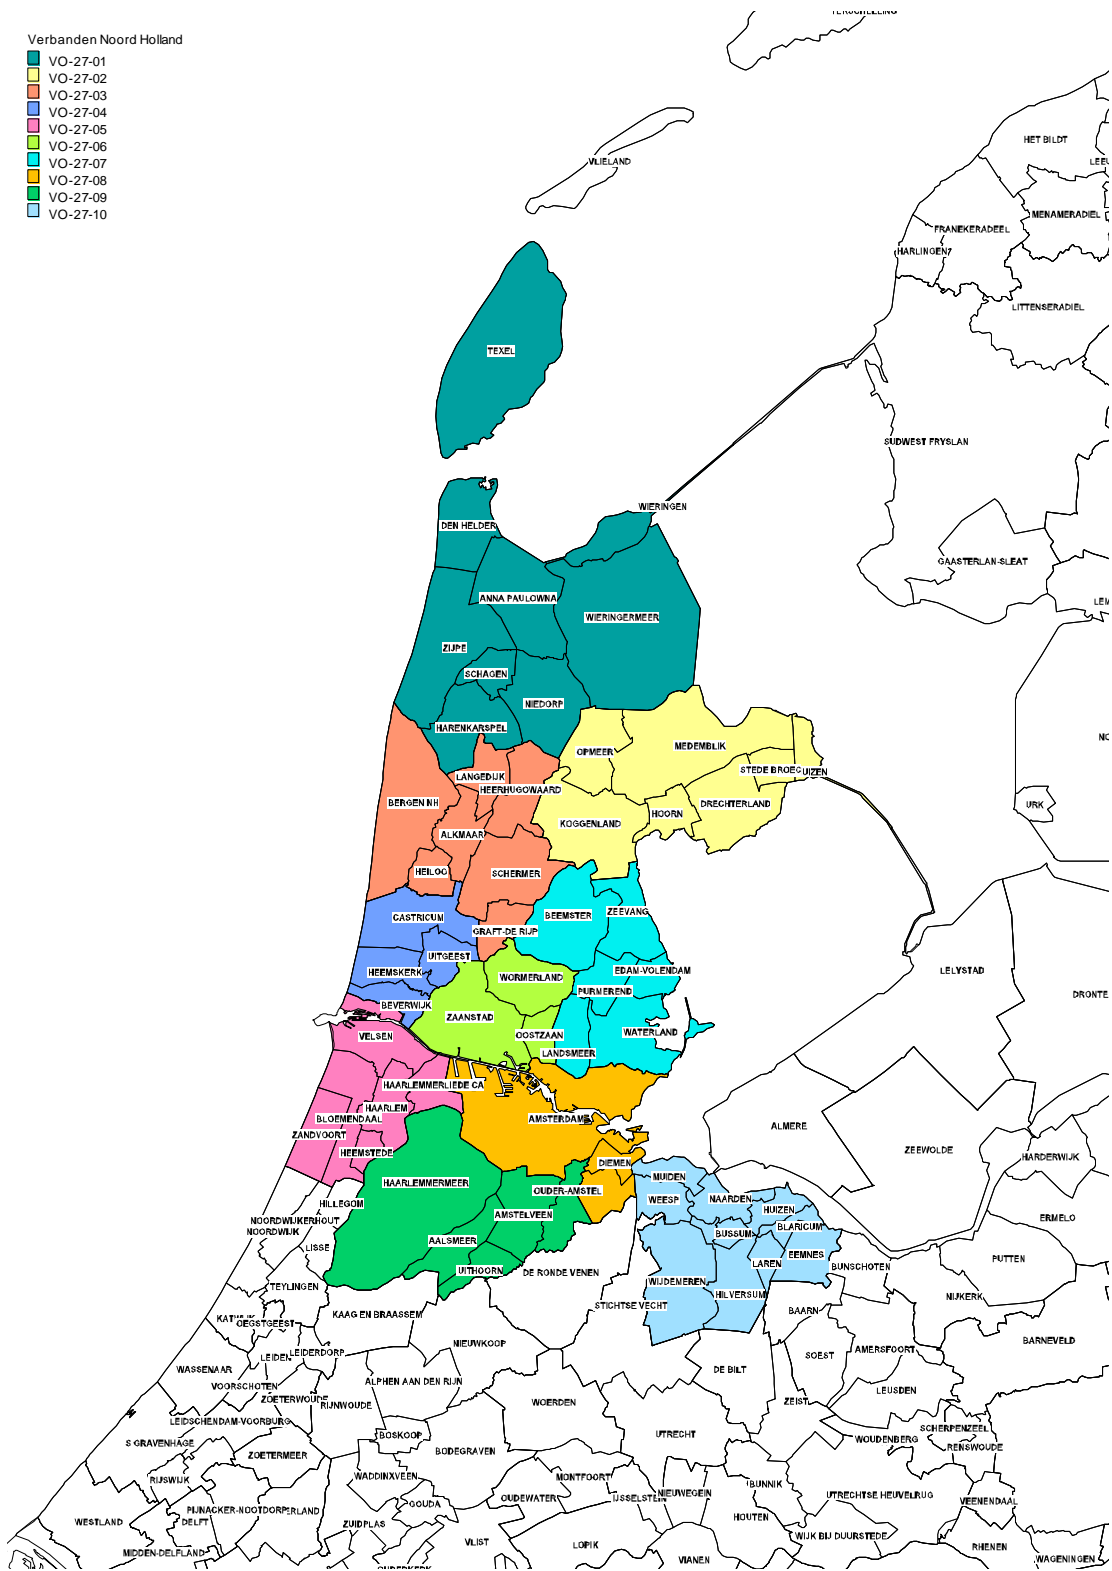 TERSCHELLING
Verbanden Noord Holland
VO-27-01
VO-27-02
VO-27-03
VO-27-04
VO-27-05
VO-27-06
VO-27-07
VO-27-08
VO-27-09
VO-27-10
HET BILDT
VLIELAND
MENAMERADIEL
FRANEKERADEEL
HARLINGEN
LITTENSERADIEL
TEXEL
SUDWEST FRYSLAN
WIERINGEN
DEN HELDER
GAASTERLAN-SLEAT
ANNA PAULOWNA
WIERINGERMEER
ZIJPE
SCHAGEN
NIEDORP
HARENKARSPEL
OPMEER
MEDEMBLIK
STEDE BROEC
UIZEN
LANGEDIJK
HEERHUGOWAARD
BERGEN NH
DRECHTERLAND
URK
HOORN
KOGGENLAND
ALKMAAR
HEILOO
SCHERMER
CASTRICUM
BEEMSTER
ZEEVANG
GRAFT-DE RIJP
UITGEEST
HEEMSKERK
WORMERLAND
EDAM-VOLENDAM
LELYSTAD
PURMEREND
DRONTE
BEVERWIJK
ZAANSTAD
VELSEN
OOSTZAAN
WATERLAND
LANDSMEER
HAARLEMMERLIEDE CA
HAARLEM
BLOEMENDAAL
AMSTERDAM
ALMERE
ZANDVOORT
HEEMSTEDE
ZEEWOLDE
HARDERWIJK
DIEMEN
MUIDEN
HAARLEMMERMEER
OUDER-AMSTEL
WEESP
NAARDEN
HILLEGOM
HUIZEN
NOORDWIJKERHOUT
NOORDWIJK
AMSTELVEEN
BLARICUM
ERMELO
BUSSUM
LISSE
AALSMEER
LAREN
EEMNES
PUTTEN
BUNSCHOTEN
UITHOORN
DE RONDE VENEN
WIJDEMEREN
TEYLINGEN
HILVERSUM
NIJKERK
STICHTSE VECHT
KAAG EN BRAASSEM
BAARN
OEGSTGEEST
NIEUWKOOP
BARNEVELD
LEIDERDORP
LEIDEN
AMERSFOORT
SOEST
WASSENAAR
DE BILT
VOORSCHOTEN
ALPHEN AAN DEN RIJN
LEUSDEN
ZOETERWOUDE
RIJNWOUDE
WOERDEN
ZEIST
LEIDSCHENDAM-VOORBURG
SCHERPENZEEL
BOSKOOP
UTRECHT
WOUDENBERG
S GRAVENHAGE
RENSWOUDE
ZOETERMEER
BODEGRAVEN
WADDINXVEEN
MONTFOORT
RIJSWIJK
BUNNIK
NIEUWEGEIN
UTRECHTSE HEUVELRUG
OUDEWATER
IJSSELSTEIN
VEENENDAAL
GOUDA
PIJNACKER-NOOTDORP
ERLAND
HOUTEN
WESTLAND
DELFT
ZUIDPLAS
WIJK BIJ DUURSTEDE
VLIST
LOPIK
RHENEN
MIDDEN-DELFLAND
VIANEN
WAGENINGEN
OUDERKERK